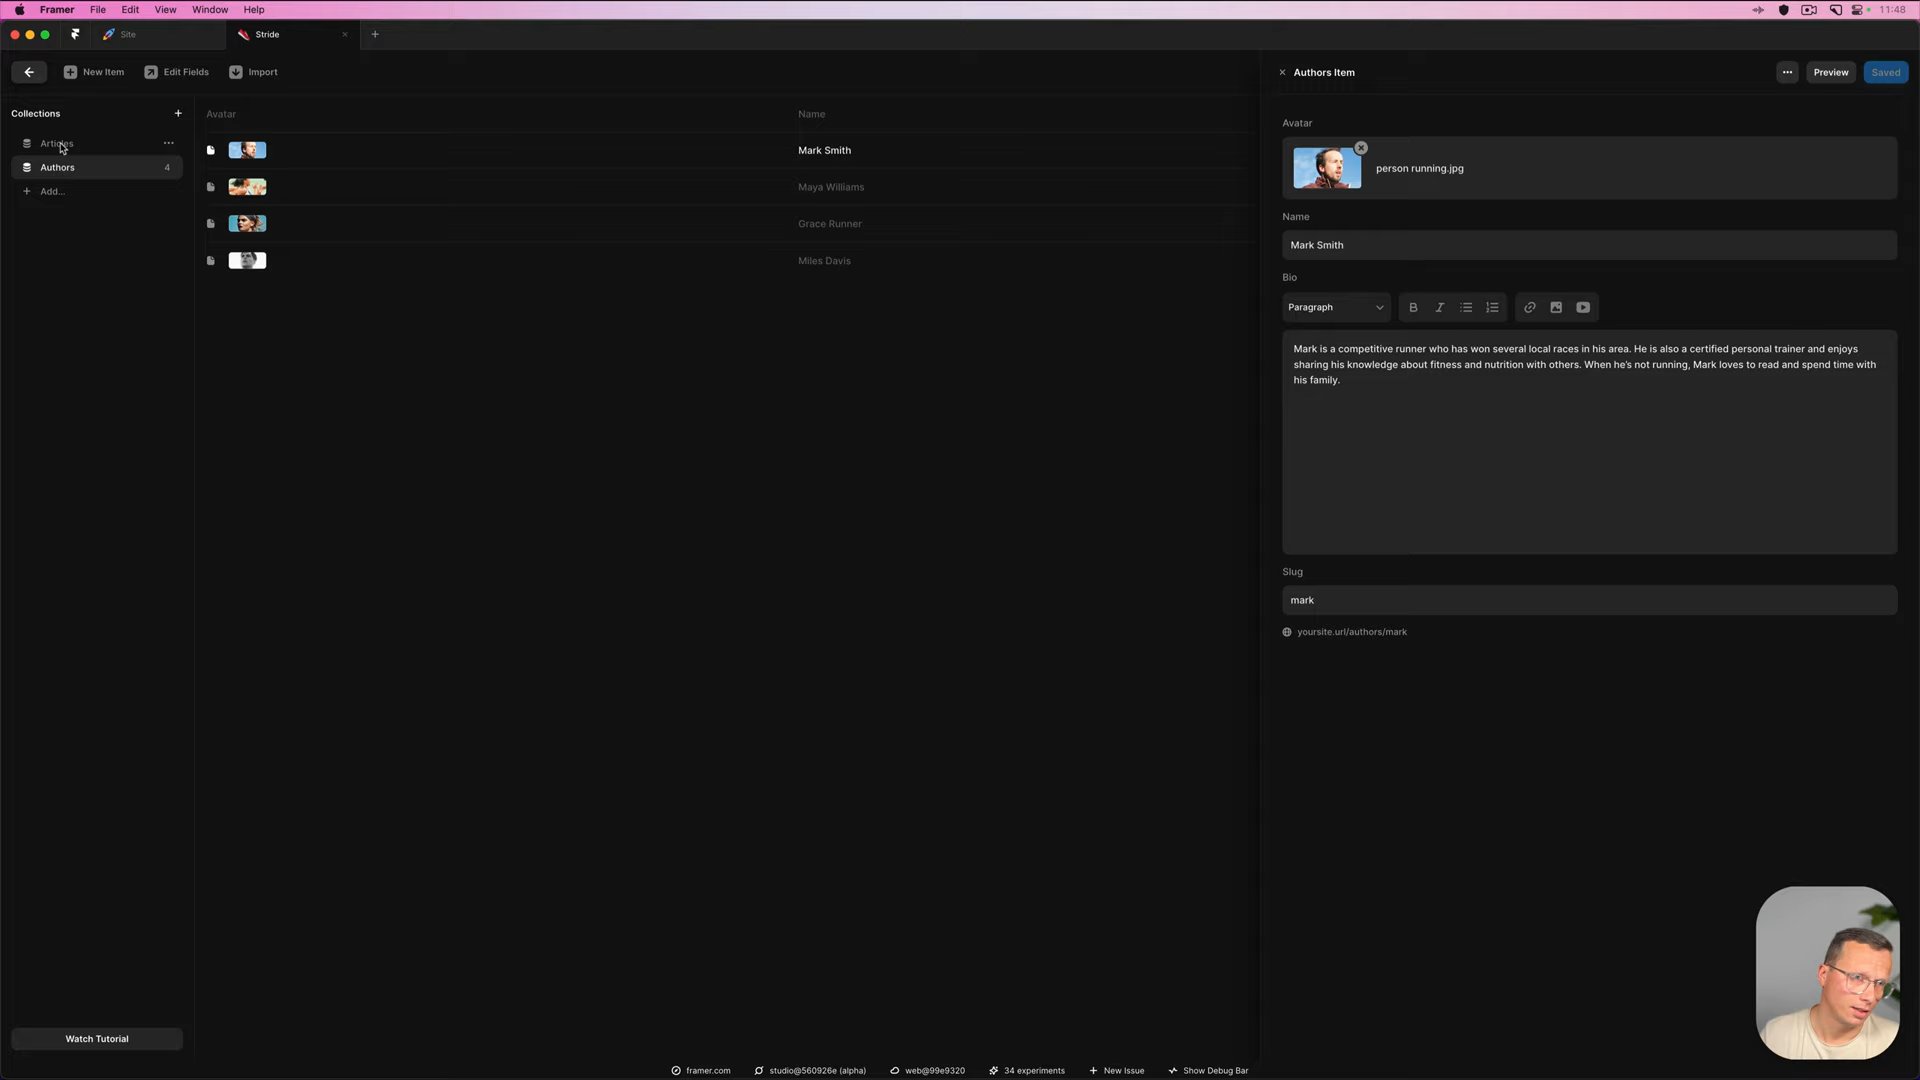 Framer File Edit View Window Help 11:48
Site Stride
New Item Edit Fields Import
Authors Item ... Preview Saved
Collections +
Articles ...
Authors 4
+ Add...
Avatar Name
Mark Smith
Maya Williams
Grace Runner
Miles Davis
Avatar
person running.jpg
Name
Mark Smith
Bio
Paragraph B I
Mark is a competitive runner who has won several local races in his area. He is also a certified personal trainer and enjoys
sharing his knowledge about fitness and nutrition with others. When he's not running, Mark loves to read and spend time with
his family.
Slug
mark
yoursite.url/authors/mark
Watch Tutorial
framer.com studio@560926e (alpha) web@99e9320 34 experiments + New Issue Show Debug Bar